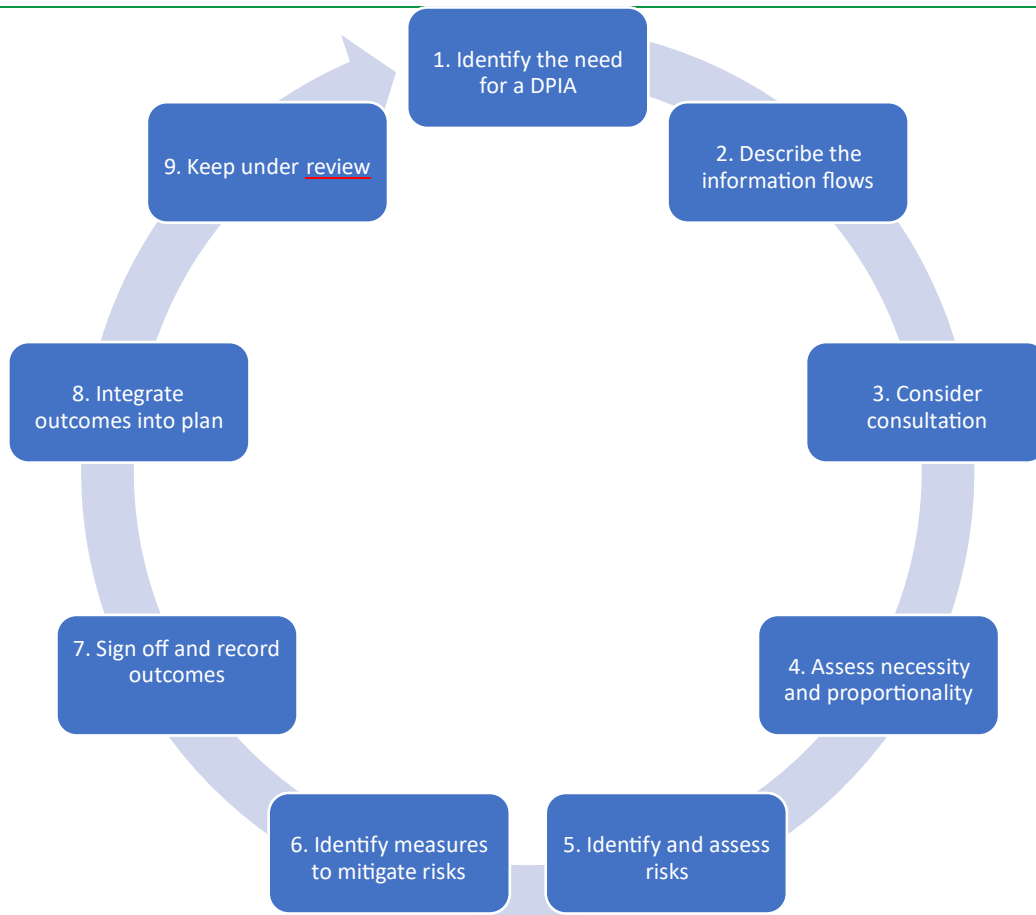 1. Identify the need
for a DPIA
2. Describe the
information flows
3. Consider
consultation
4. Assess necessity
and proportionality
5. Identify and assess
risks
6. Identify measures
to mitigate risks
7. Sign off and record
outcomes
8. Integrate
outcomes into plan
9. Keep under review